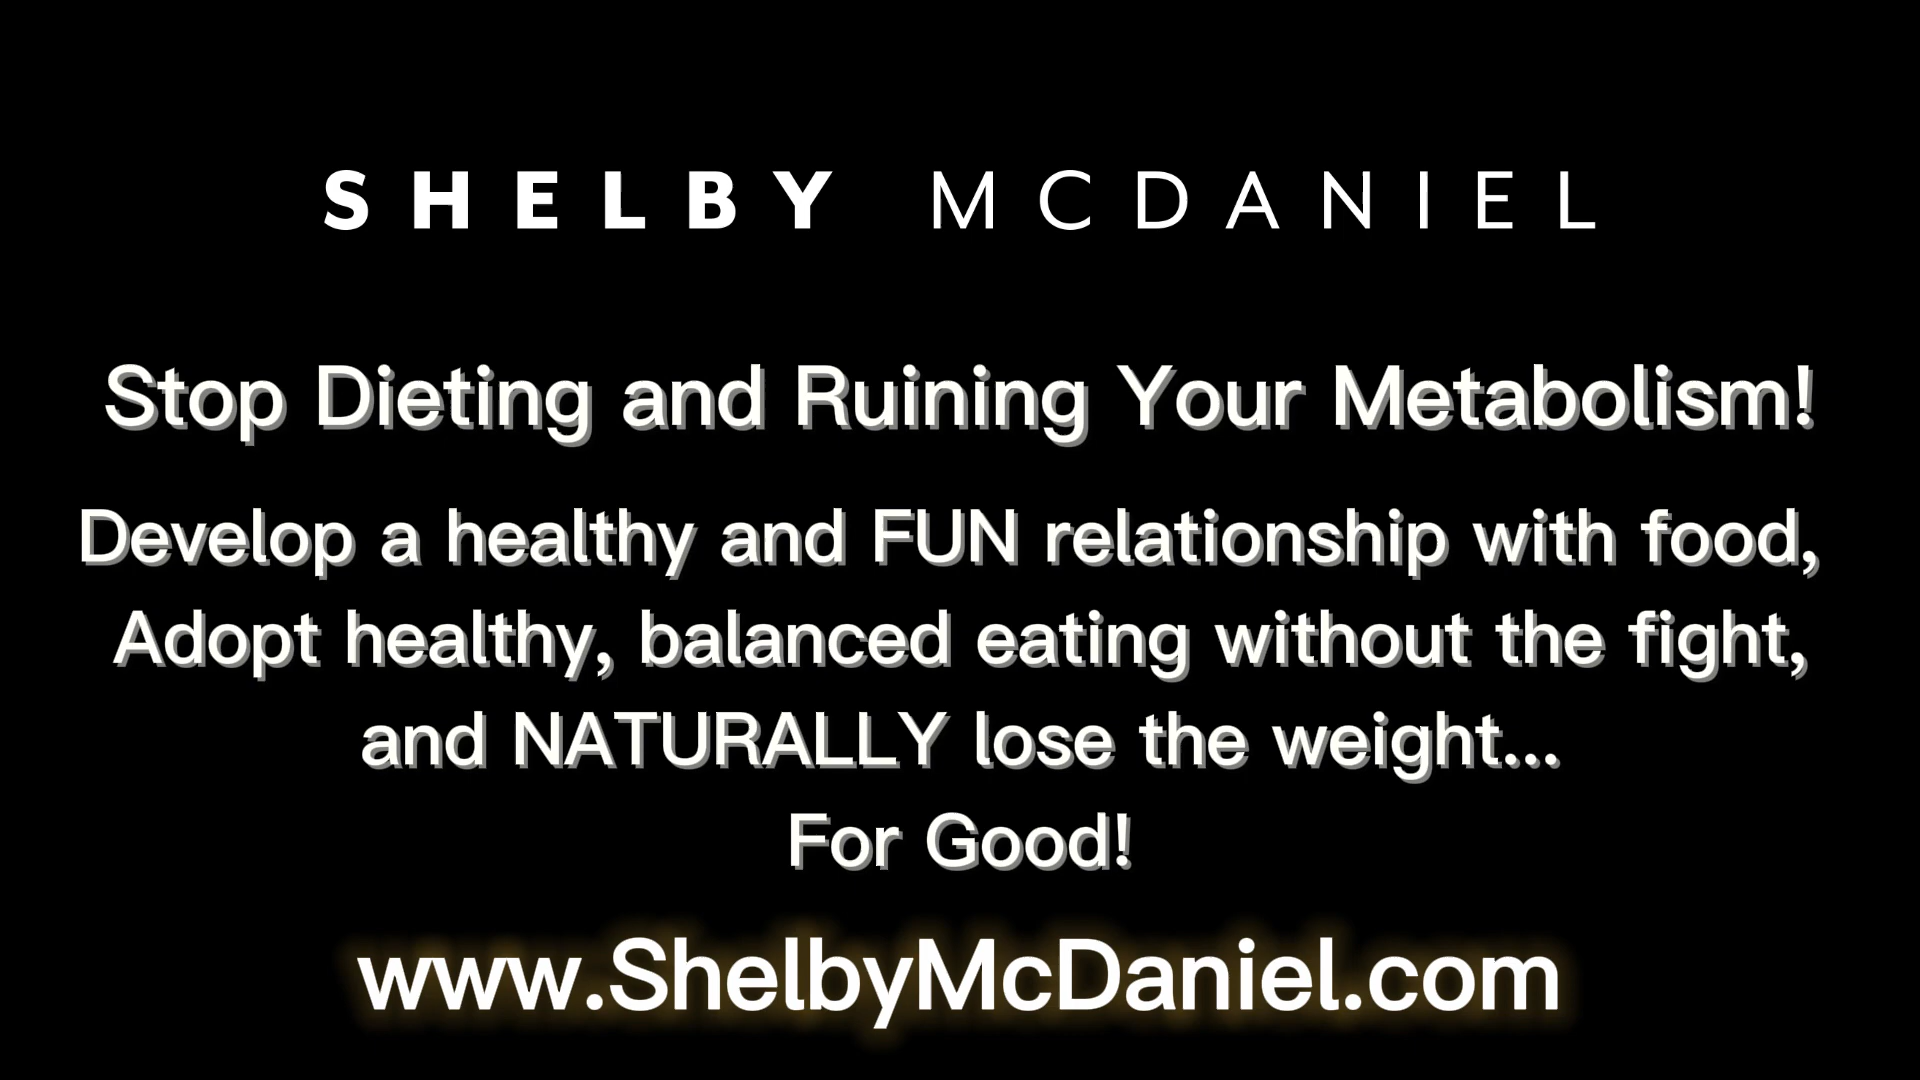 SHELBY MCDANIEL
Stop Dieting and Ruining Your Metabolism!
Develop a healthy and FUN relationship with food,
Adopt healthy, balanced eating without the fight,
and NATURALLY lose the weight...
For Good!
www.ShelbyMcDaniel.com